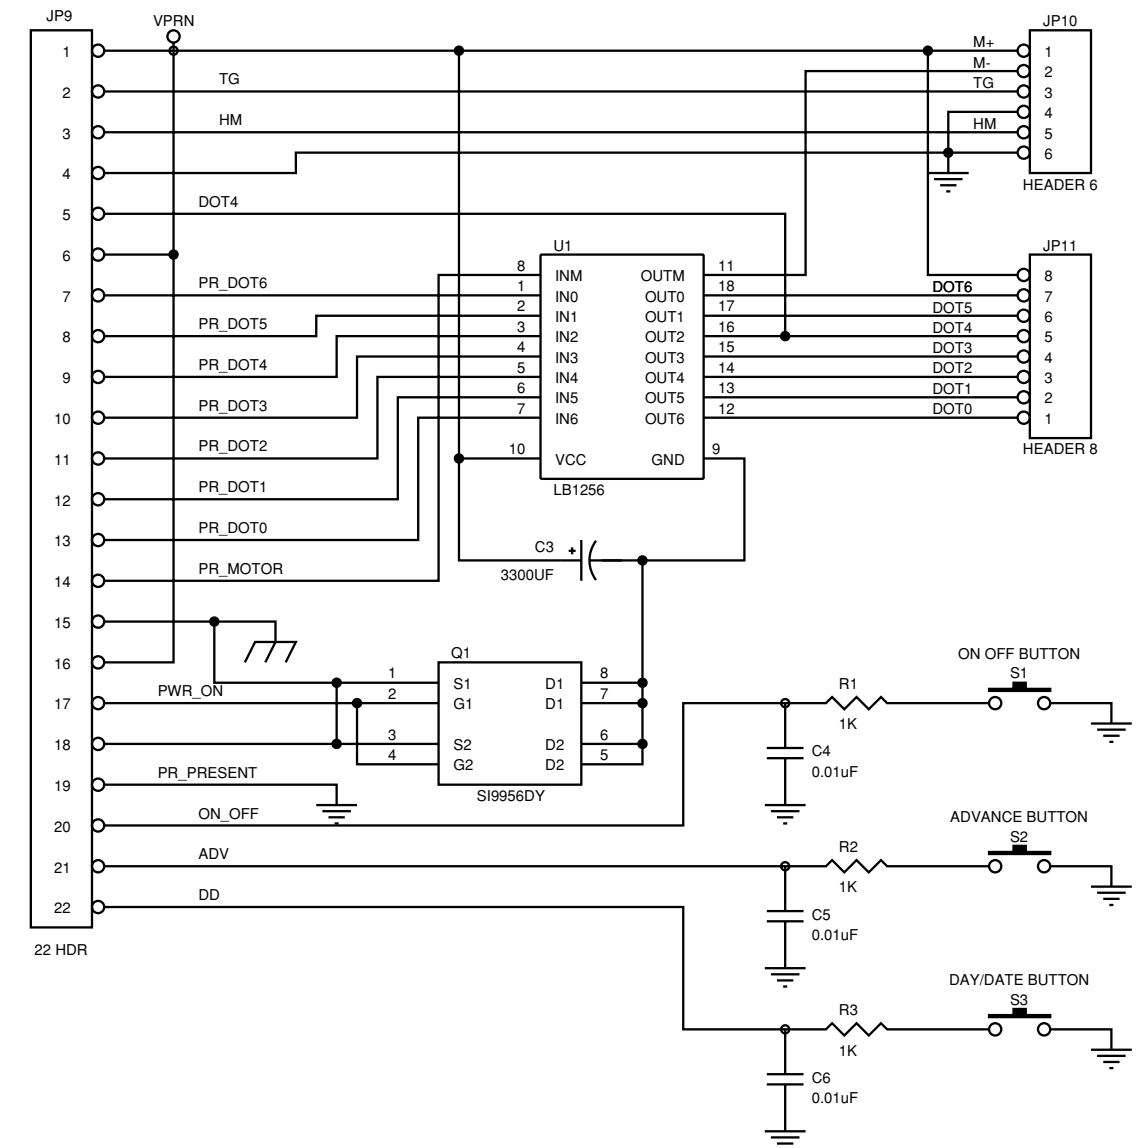 JP9
VPRN
JP10
1
M+
1
M-
2
TG
TG
2
3
4
HM
HM
3
5
6
4
HEADER 6
DOT4
5
U1
JP11
6
8
INM
OUTM
11
8
PR_DOT6
7
1
IN0
OUT0
18
DOT6
7
2
IN1
OUT1
17
DOT5
6
PR_DOT5
8
3
IN2
OUT2
16
DOT4
5
4
IN3
OUT3
15
DOT3
4
PR_DOT4
9
5
IN4
OUT4
14
DOT2
3
6
IN5
OUT5
13
DOT1
2
PR_DOT3
10
7
IN6
OUT6
12
DOT0
1
PR_DOT2
11
10
VCC
GND
9
HEADER 8
LB1256
PR_DOT1
12
PR_DOT0
13
C3
+
3300UF
PR_MOTOR
14
15
16
Q1
1
S1
D1
8
PWR_ON
17
2
G1
D1
7
18
3
S2
D2
6
4
G2
D2
5
SI9956DY
PR_PRESENT
19
ON_OFF
20
ADV
21
DD
22
22 HDR
ON OFF BUTTON
S1
R1
1K
C4
0.01uF
ADVANCE BUTTON
S2
R2
1K
C5
0.01uF
DAY/DATE BUTTON
S3
R3
1K
C6
0.01uF